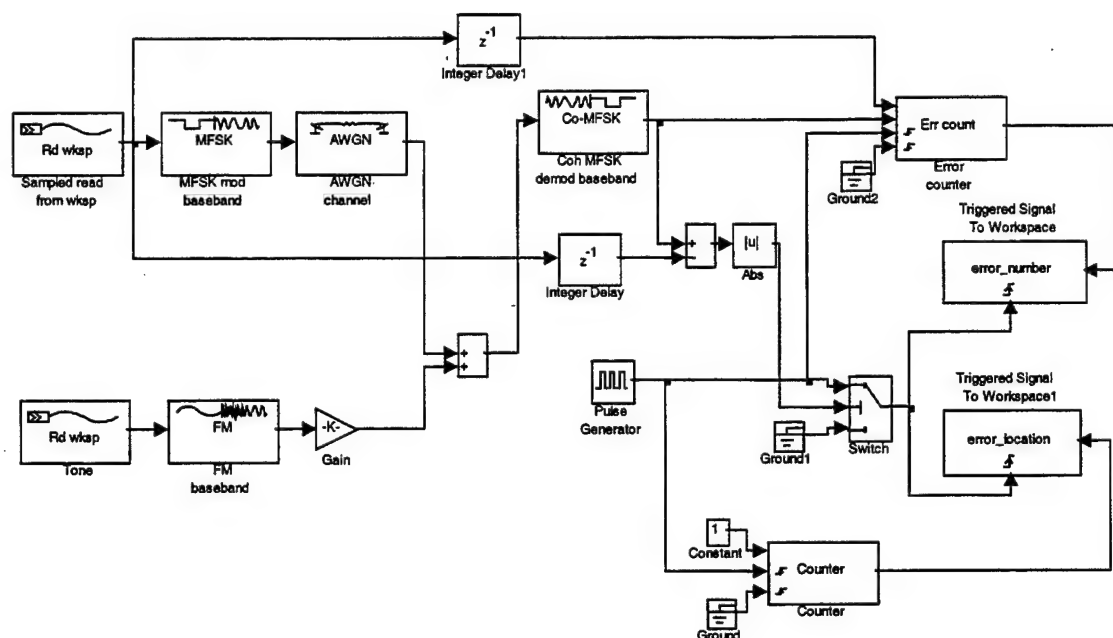 z-1
Integer Delay1
Rd wksp
Sampled read
from wksp
MFSK
MFSK mod
baseband
AWGN
AWGN
channel
Co-MFSK
Coh MFSK
demod baseband
Err count
Error
counter
Ground2
Triggered Signal
To Workspace
error_number
z-1
Integer Delay
+
−
|u|
Abs
+
+
Pulse
Generator
Ground1
Switch
Triggered Signal
To Workspace1
error_location
Rd wksp
Tone
FM
FM
baseband
-K-
Gain
1
Constant
Counter
Counter
Ground